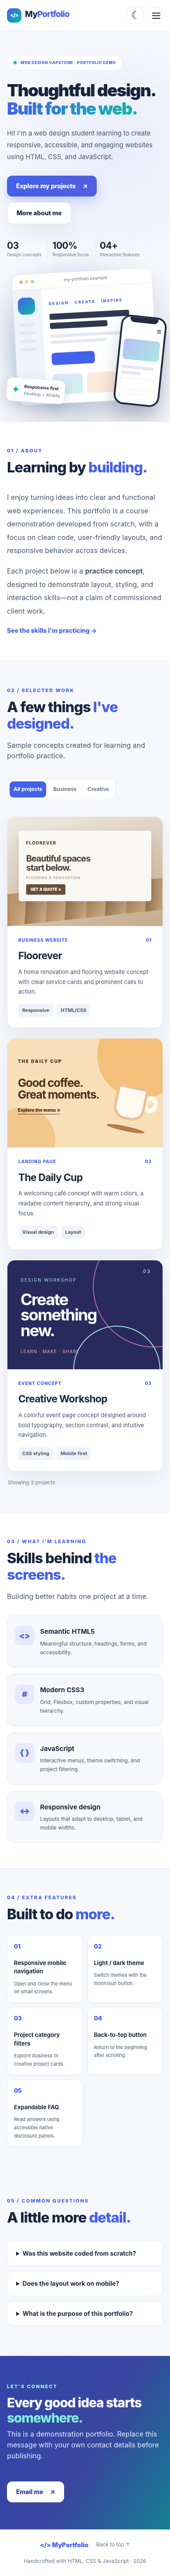 </> MyPortfolio
WEB DESIGN CAPSTONE · PORTFOLIO DEMO
Thoughtful design.
Built for the web.
Hi! I'm a web design student learning to create
responsive, accessible, and engaging websites
using HTML, CSS, and JavaScript.
Explore my projects ↗
More about me
03 100% 04+
Design concepts Responsive focus Interactive features
my-portfolio.example
DESIGN · CREATE · INSPIRE
Responsive first
Desktop + Mobile
01 / ABOUT
Learning by building.
I enjoy turning ideas into clear and functional
web experiences. This portfolio is a course
demonstration developed from scratch, with a
focus on clean code, user-friendly layouts, and
responsive behavior across devices.
Each project below is a practice concept,
designed to demonstrate layout, styling, and
interaction skills—not a claim of commissioned
client work.
See the skills I'm practicing →
02 / SELECTED WORK
A few things I've
designed.
Sample concepts created for learning and
portfolio practice.
All projects Business Creative
FLOOREVER
Beautiful spaces
start below.
FLOORING & RENOVATION
GET A QUOTE →
BUSINESS WEBSITE 01
Floorever
A home renovation and flooring website concept
with clear service cards and prominent calls to
action.
Responsive HTML/CSS
THE DAILY CUP
Good coffee.
Great moments.
Explore the menu ↗
LANDING PAGE 02
The Daily Cup
A welcoming café concept with warm colors, a
readable content hierarchy, and strong visual
focus.
Visual design Layout
03
DESIGN WORKSHOP
Create
something
new.
LEARN · MAKE · SHARE
EVENT CONCEPT 03
Creative Workshop
A colorful event page concept designed around
bold typography, section contrast, and intuitive
navigation.
CSS styling Mobile first
Showing 3 projects
03 / WHAT I'M LEARNING
Skills behind the
screens.
Building better habits one project at a time.
<> Semantic HTML5
Meaningful structure, headings, forms, and
accessibility.
# Modern CSS3
Grid, Flexbox, custom properties, and visual
hierarchy.
{ } JavaScript
Interactive menus, theme switching, and
project filtering.
↔ Responsive design
Layouts that adapt to desktop, tablet, and
mobile widths.
04 / EXTRA FEATURES
Built to do more.
01
Responsive mobile
navigation
Open and close the menu
on small screens.
02
Light / dark theme
Switch themes with the
moon/sun button.
03
Project category
filters
Explore business or
creative project cards.
04
Back-to-top button
Return to the beginning
after scrolling.
05
Expandable FAQ
Read answers using
accessible native
disclosure panels.
05 / COMMON QUESTIONS
A little more detail.
▶ Was this website coded from scratch?
▶ Does the layout work on mobile?
▶ What is the purpose of this portfolio?
LET'S CONNECT
Every good idea starts
somewhere.
This is a demonstration portfolio. Replace this
message with your own contact details before
publishing.
Email me ↗
</> MyPortfolio Back to top ↑
Handcrafted with HTML, CSS & JavaScript · 2026